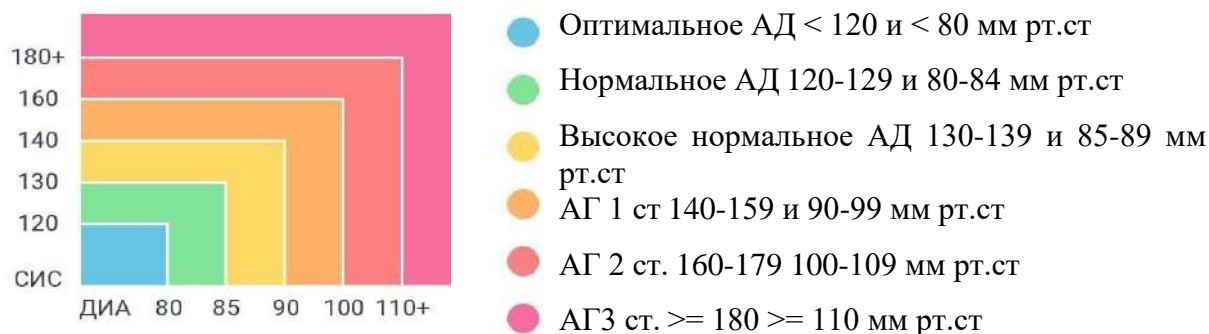 180+
160
140
130
120
СИС
ДИА 80 85 90 100 110+
Оптимальное АД < 120 и < 80 мм рт.ст
Нормальное АД 120-129 и 80-84 мм рт.ст
Высокое нормальное АД 130-139 и 85-89 мм
рт.ст
АГ 1 ст 140-159 и 90-99 мм рт.ст
АГ 2 ст. 160-179 100-109 мм рт.ст
АГ3 ст. >= 180 >= 110 мм рт.ст